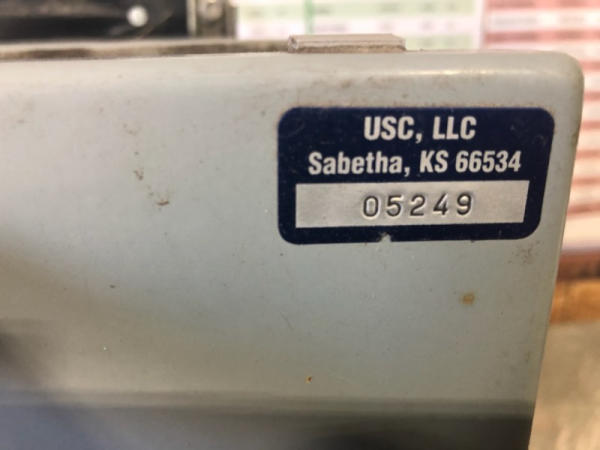 USC, LLC
Sabetha, KS 66534
05249